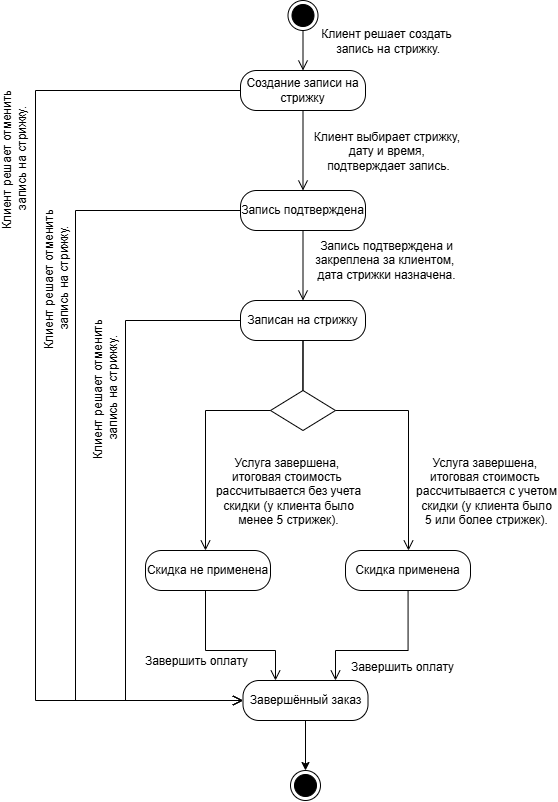 Клиент решает создать
запись на стрижку.
Создание записи на
стрижку
Клиент решает отменить
запись на стрижку.
Клиент выбирает стрижку,
дату и время,
подтверждает запись.
Запись подтверждена
Клиент решает отменить
запись на стрижку.
Запись подтверждена и
закреплена за клиентом,
дата стрижки назначена.
Записан на стрижку
Клиент решает отменить
запись на стрижку.
Услуга завершена,
итоговая стоимость
рассчитывается без учета
скидки (у клиента было
менее 5 стрижек).
Услуга завершена,
итоговая стоимость
рассчитывается с учетом
скидки (у клиента было
5 или более стрижек).
Скидка не применена
Скидка применена
Завершить оплату
Завершить оплату
Завершённый заказ